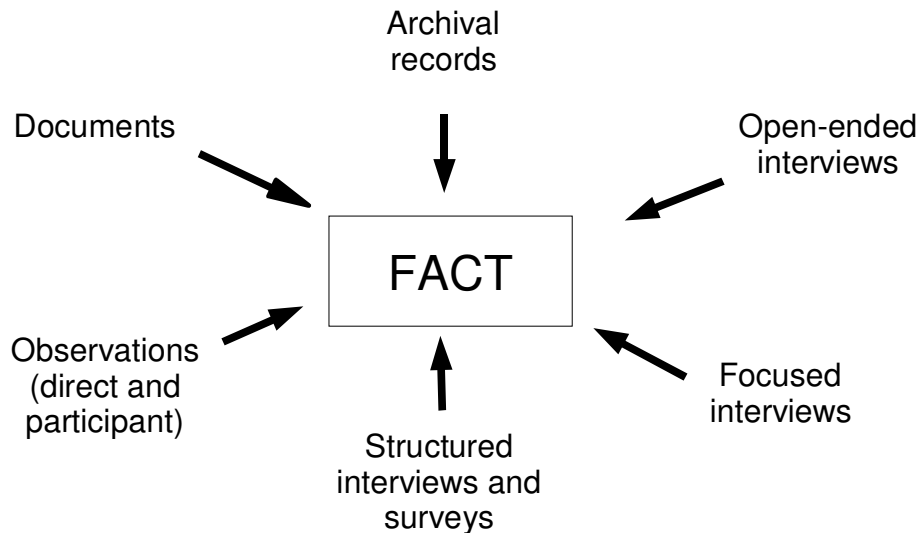 Archival
records
Documents
Open-ended
interviews
FACT
Observations
(direct and
participant)
Focused
interviews
Structured
interviews and
surveys